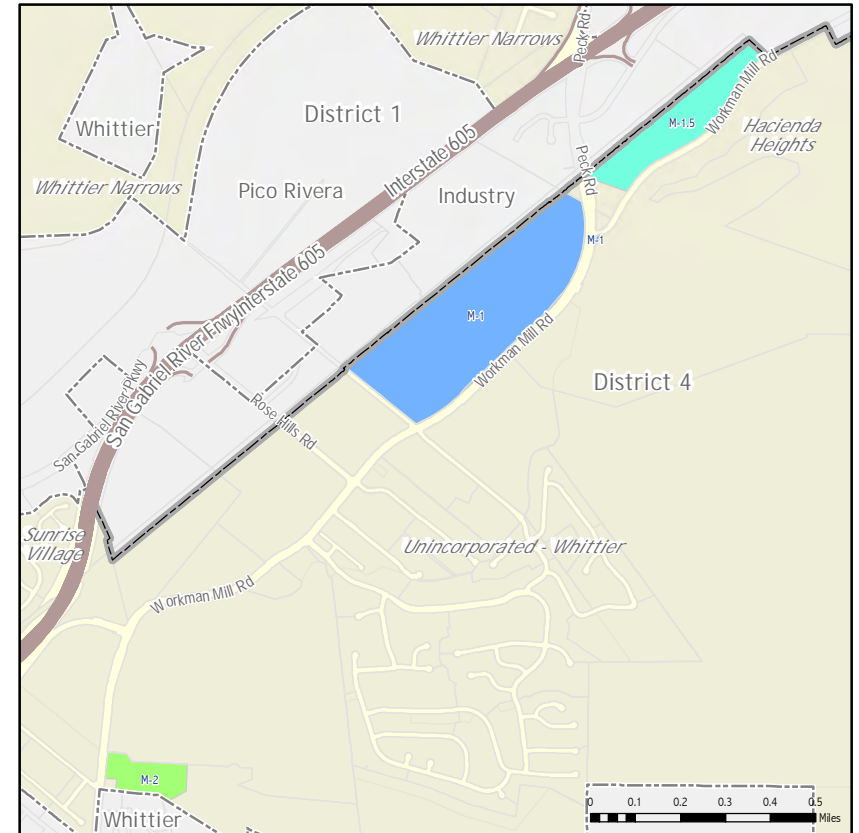 Whittier Narrows
Peck Rd
Workman Mill Rd
District 1
Whittier
M-1.5
Hacienda
Heights
Interstate 605
Peck Rd
Whittier Narrows
Pico Rivera
Industry
M-1
San Gabriel River Frwy
Interstate 605
M-1
Workman Mill Rd
District 4
San Gabriel River Pkwy
Rose Hills Rd
Sunrise
Village
Unincorporated - Whittier
Workman Mill Rd
M-2
Whittier
0 0.1 0.2 0.3 0.4 0.5
Miles